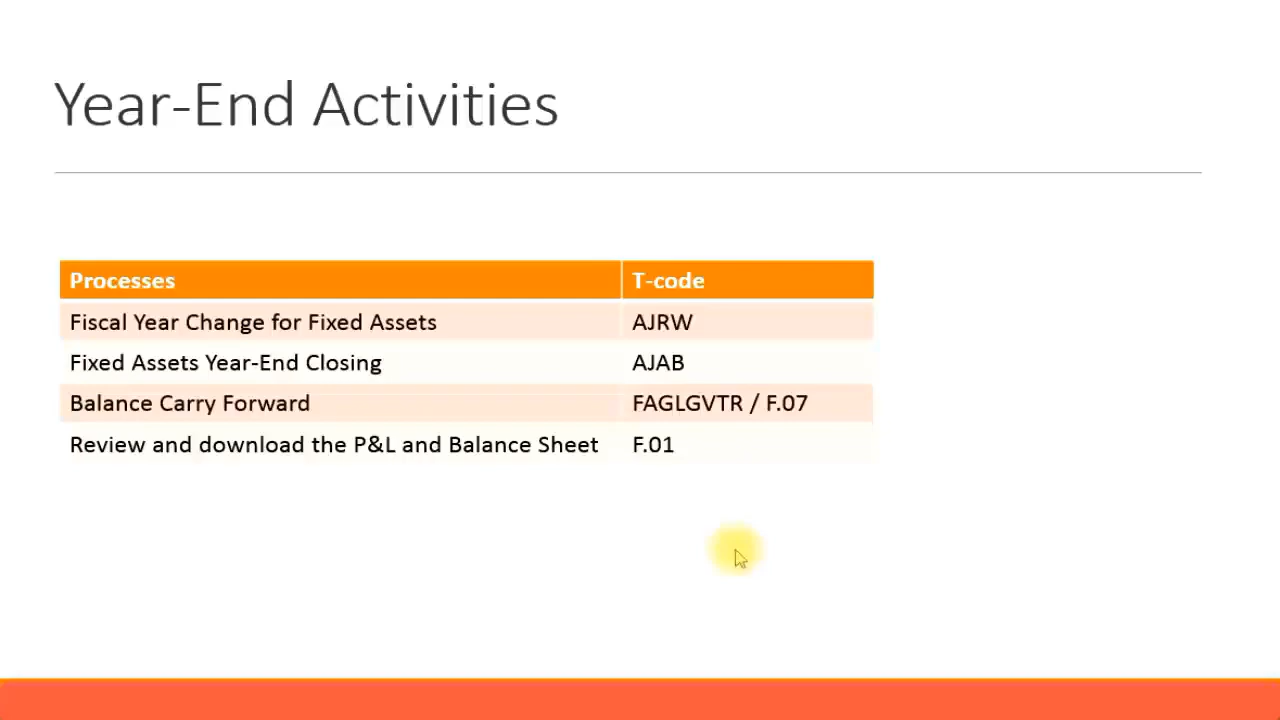 Year-End Activities
Processes T-code
Fiscal Year Change for Fixed Assets AJRW
Fixed Assets Year-End Closing AJAB
Balance Carry Forward FAGLGVTR / F.07
Review and download the P&L and Balance Sheet F.01